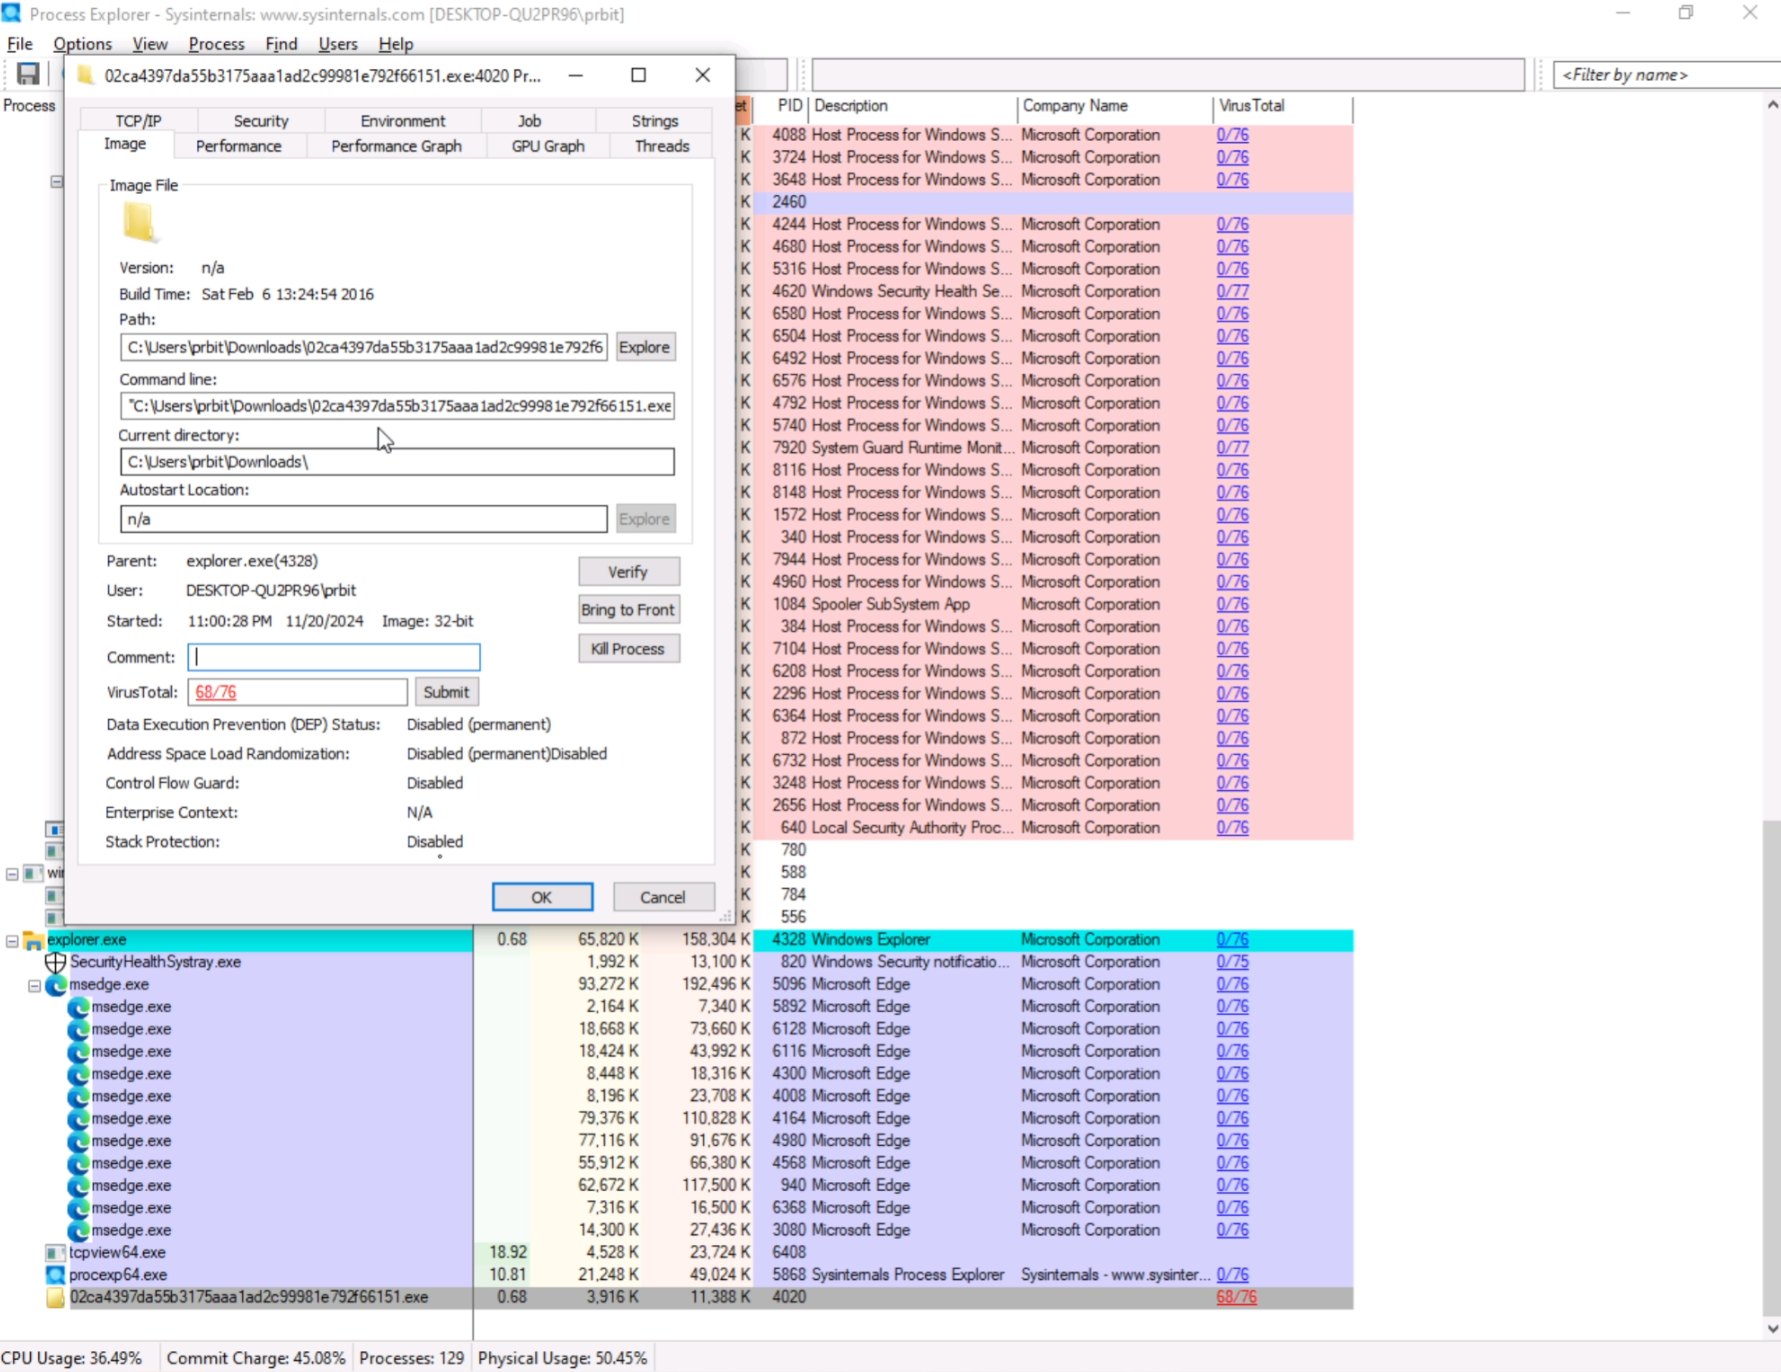 Process Explorer - Sysinternals: www.sysinternals.com [DESKTOP-QU2PR96\prbit]
File Options View Process Find Users Help
<Filter by name>
02ca4397da55b3175aaa1ad2c99981e792f66151.exe:4020 Pr...
TCP/IP Security Environment Job Strings
Image Performance Performance Graph GPU Graph Threads
Image File
Version: n/a
Build Time: Sat Feb 6 13:24:54 2016
Path:
C:\Users\prbit\Downloads\02ca4397da55b3175aaa1ad2c99981e792f6 Explore
Command line:
"C:\Users\prbit\Downloads\02ca4397da55b3175aaa1ad2c99981e792f66151.exe
Current directory:
C:\Users\prbit\Downloads\
Autostart Location:
n/a Explore
Parent: explorer.exe(4328)
Verify
User: DESKTOP-QU2PR96\prbit
Bring to Front
Started: 11:00:28 PM 11/20/2024 Image: 32-bit
Kill Process
Comment:
VirusTotal: 68/76 Submit
Data Execution Prevention (DEP) Status: Disabled (permanent)
Address Space Load Randomization: Disabled (permanent)Disabled
Control Flow Guard: Disabled
Enterprise Context: N/A
Stack Protection: Disabled
OK Cancel
Process et PID Description Company Name VirusTotal
K 4088 Host Process for Windows S... Microsoft Corporation 0/76
K 3724 Host Process for Windows S... Microsoft Corporation 0/76
K 3648 Host Process for Windows S... Microsoft Corporation 0/76
K 2460
K 4244 Host Process for Windows S... Microsoft Corporation 0/76
K 4680 Host Process for Windows S... Microsoft Corporation 0/76
K 5316 Host Process for Windows S... Microsoft Corporation 0/76
K 4620 Windows Security Health Se... Microsoft Corporation 0/77
K 6580 Host Process for Windows S... Microsoft Corporation 0/76
K 6504 Host Process for Windows S... Microsoft Corporation 0/76
K 6492 Host Process for Windows S... Microsoft Corporation 0/76
K 6576 Host Process for Windows S... Microsoft Corporation 0/76
K 4792 Host Process for Windows S... Microsoft Corporation 0/76
K 5740 Host Process for Windows S... Microsoft Corporation 0/76
K 7920 System Guard Runtime Monit... Microsoft Corporation 0/77
K 8116 Host Process for Windows S... Microsoft Corporation 0/76
K 8148 Host Process for Windows S... Microsoft Corporation 0/76
K 1572 Host Process for Windows S... Microsoft Corporation 0/76
K 340 Host Process for Windows S... Microsoft Corporation 0/76
K 7944 Host Process for Windows S... Microsoft Corporation 0/76
K 4960 Host Process for Windows S... Microsoft Corporation 0/76
K 1084 Spooler SubSystem App Microsoft Corporation 0/76
K 384 Host Process for Windows S... Microsoft Corporation 0/76
K 7104 Host Process for Windows S... Microsoft Corporation 0/76
K 6208 Host Process for Windows S... Microsoft Corporation 0/76
K 2296 Host Process for Windows S... Microsoft Corporation 0/76
K 6364 Host Process for Windows S... Microsoft Corporation 0/76
K 872 Host Process for Windows S... Microsoft Corporation 0/76
K 6732 Host Process for Windows S... Microsoft Corporation 0/76
K 3248 Host Process for Windows S... Microsoft Corporation 0/76
K 2656 Host Process for Windows S... Microsoft Corporation 0/76
K 640 Local Security Authority Proc... Microsoft Corporation 0/76
K 780
wi K 588
K 784
K 556
explorer.exe 0.68 65,820 K 158,304 K 4328 Windows Explorer Microsoft Corporation 0/76
SecurityHealthSystray.exe 1,992 K 13,100 K 820 Windows Security notificatio... Microsoft Corporation 0/75
msedge.exe 93,272 K 192,496 K 5096 Microsoft Edge Microsoft Corporation 0/76
msedge.exe 2,164 K 7,340 K 5892 Microsoft Edge Microsoft Corporation 0/76
msedge.exe 18,668 K 73,660 K 6128 Microsoft Edge Microsoft Corporation 0/76
msedge.exe 18,424 K 43,992 K 6116 Microsoft Edge Microsoft Corporation 0/76
msedge.exe 8,448 K 18,316 K 4300 Microsoft Edge Microsoft Corporation 0/76
msedge.exe 8,196 K 23,708 K 4008 Microsoft Edge Microsoft Corporation 0/76
msedge.exe 79,376 K 110,828 K 4164 Microsoft Edge Microsoft Corporation 0/76
msedge.exe 77,116 K 91,676 K 4980 Microsoft Edge Microsoft Corporation 0/76
msedge.exe 55,912 K 66,380 K 4568 Microsoft Edge Microsoft Corporation 0/76
msedge.exe 62,672 K 117,500 K 940 Microsoft Edge Microsoft Corporation 0/76
msedge.exe 7,316 K 16,500 K 6368 Microsoft Edge Microsoft Corporation 0/76
msedge.exe 14,300 K 27,436 K 3080 Microsoft Edge Microsoft Corporation 0/76
tcpview64.exe 18.92 4,528 K 23,724 K 6408
procexp64.exe 10.81 21,248 K 49,024 K 5868 Sysinternals Process Explorer Sysinternals - www.sysinter... 0/76
02ca4397da55b3175aaa1ad2c99981e792f66151.exe 0.68 3,916 K 11,388 K 4020 68/76
CPU Usage: 36.49% Commit Charge: 45.08% Processes: 129 Physical Usage: 50.45%